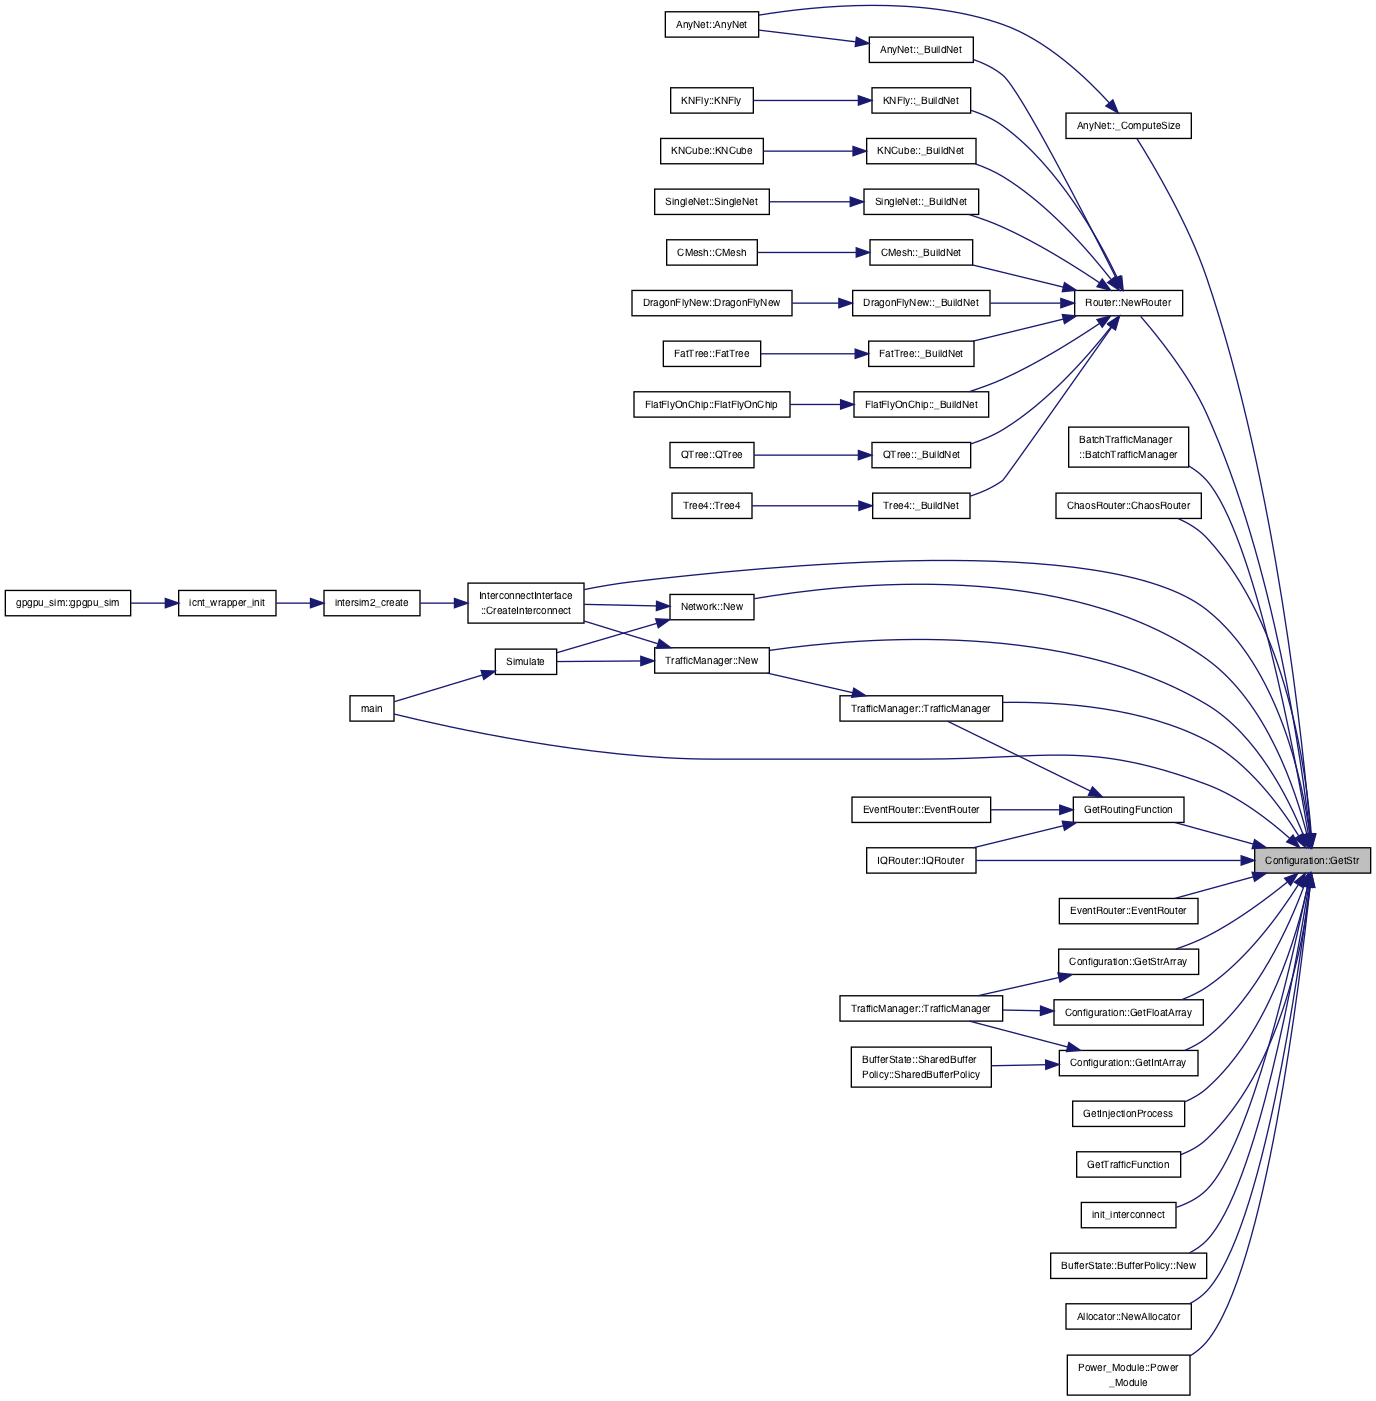 AnyNet::AnyNet
AnyNet::_BuildNet
KNFly::KNFly
KNFly::_BuildNet
AnyNet::_ComputeSize
KNCube::KNCube
KNCube::_BuildNet
SingleNet::SingleNet
SingleNet::_BuildNet
CMesh::CMesh
CMesh::_BuildNet
DragonFlyNew::DragonFlyNew
DragonFlyNew::_BuildNet
Router::NewRouter
FatTree::FatTree
FatTree::_BuildNet
FlatFlyOnChip::FlatFlyOnChip
FlatFlyOnChip::_BuildNet
QTree::QTree
QTree::_BuildNet
BatchTrafficManager
::BatchTrafficManager
Tree4::Tree4
Tree4::_BuildNet
ChaosRouter::ChaosRouter
gpgpu_sim::gpgpu_sim
icnt_wrapper_init
intersim2_create
InterconnectInterface
::CreateInterconnect
Network::New
Simulate
TrafficManager::New
main
TrafficManager::TrafficManager
EventRouter::EventRouter
GetRoutingFunction
IQRouter::IQRouter
Configuration::GetStr
EventRouter::EventRouter
Configuration::GetStrArray
TrafficManager::TrafficManager
Configuration::GetFloatArray
BufferState::SharedBuffer
Policy::SharedBufferPolicy
Configuration::GetIntArray
GetInjectionProcess
GetTrafficFunction
init_interconnect
BufferState::BufferPolicy::New
Allocator::NewAllocator
Power_Module::Power
_Module